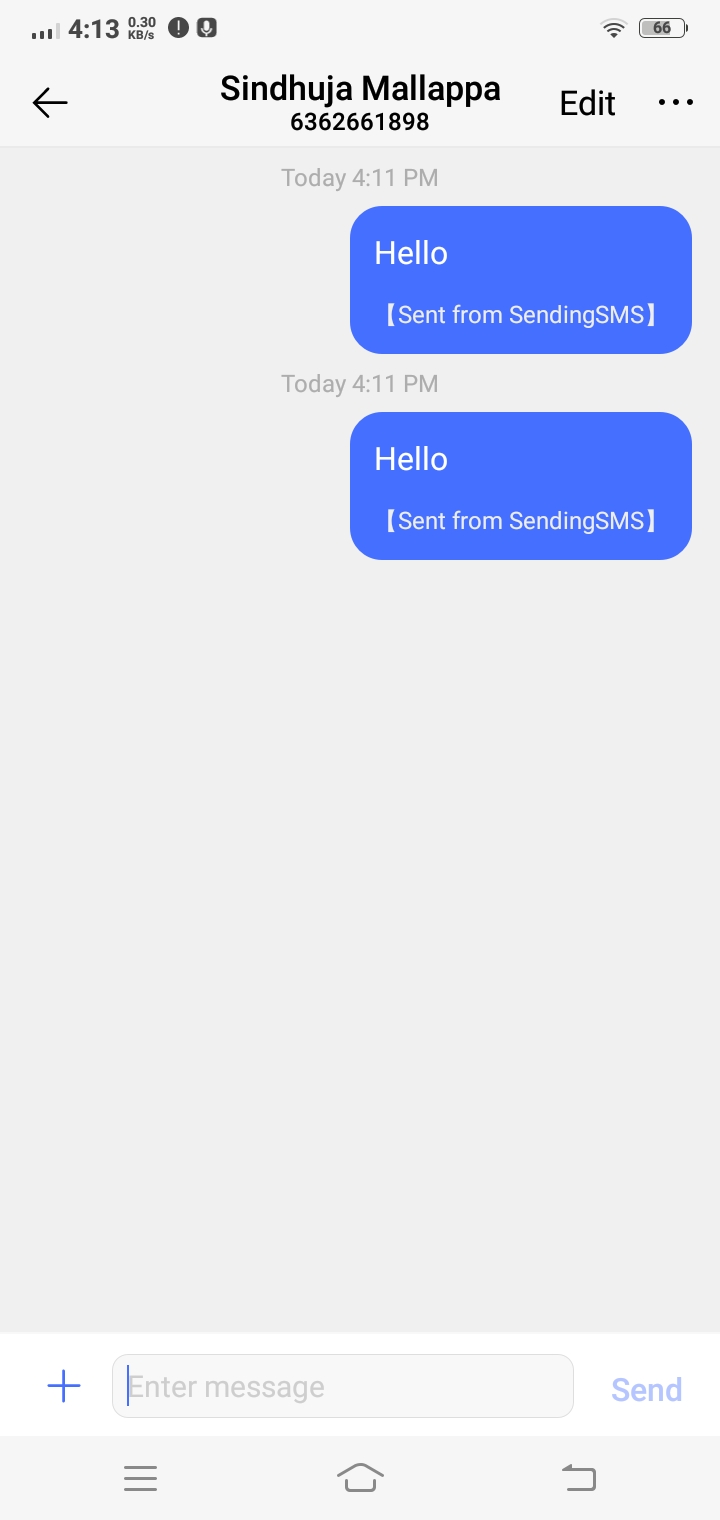 4:13 0.30 KB/s 66
Sindhuja Mallappa
6362661898
Edit
Today 4:11 PM
Hello
【Sent from SendingSMS】
Today 4:11 PM
Hello
【Sent from SendingSMS】
Enter message
Send